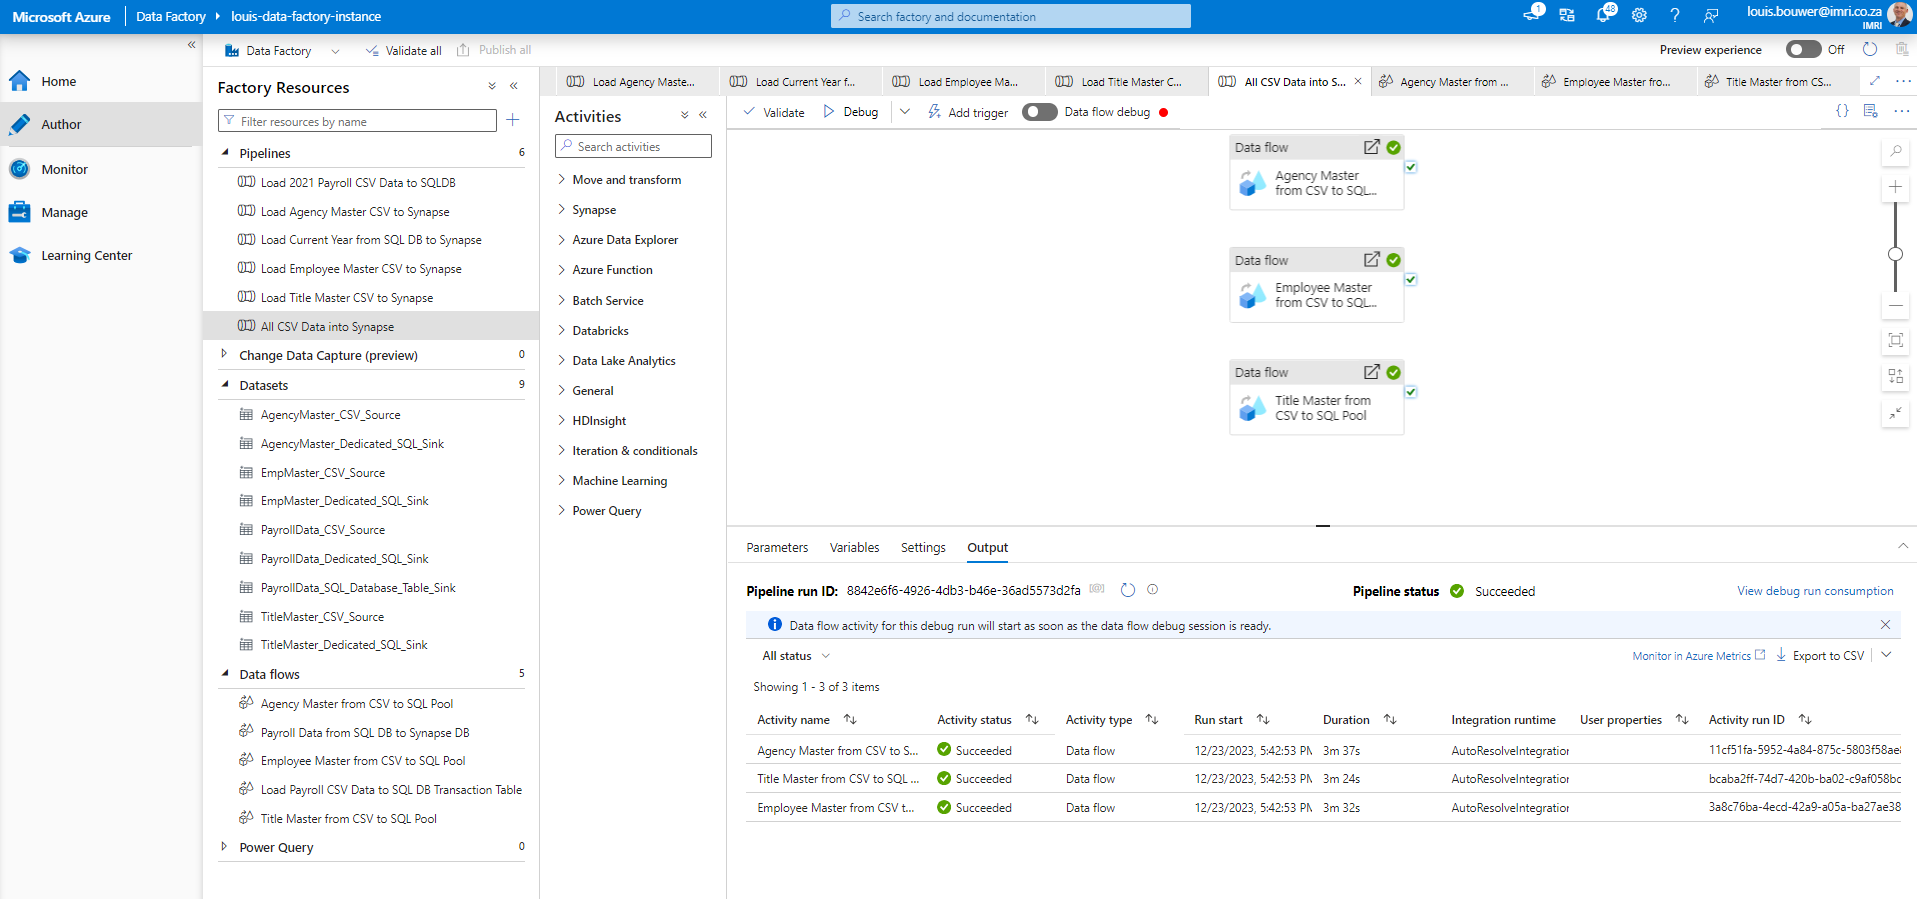 Microsoft Azure
Data Factory
louis-data-factory-instance
Search factory and documentation
1
48
louis.bouwer@imri.co.za
IMRI
Home
Author
Monitor
Manage
Learning Center
Data Factory
Validate all
Publish all
Preview experience
Off
Factory Resources
Filter resources by name
Pipelines 6
Load 2021 Payroll CSV Data to SQLDB
Load Agency Master CSV to Synapse
Load Current Year from SQL DB to Synapse
Load Employee Master CSV to Synapse
Load Title Master CSV to Synapse
All CSV Data into Synapse
Change Data Capture (preview) 0
Datasets 9
AgencyMaster_CSV_Source
AgencyMaster_Dedicated_SQL_Sink
EmpMaster_CSV_Source
EmpMaster_Dedicated_SQL_Sink
PayrollData_CSV_Source
PayrollData_Dedicated_SQL_Sink
PayrollData_SQL_Database_Table_Sink
TitleMaster_CSV_Source
TitleMaster_Dedicated_SQL_Sink
Data flows 5
Agency Master from CSV to SQL Pool
Payroll Data from SQL DB to Synapse DB
Employee Master from CSV to SQL Pool
Load Payroll CSV Data to SQL DB Transaction Table
Title Master from CSV to SQL Pool
Power Query 0
Load Agency Maste...
Load Current Year f...
Load Employee Ma...
Load Title Master C...
All CSV Data into S...
Agency Master from ...
Employee Master fro...
Title Master from CS...
Activities
Search activities
Move and transform
Synapse
Azure Data Explorer
Azure Function
Batch Service
Databricks
Data Lake Analytics
General
HDInsight
Iteration & conditionals
Machine Learning
Power Query
Validate
Debug
Add trigger
Data flow debug
Data flow
Agency Master
from CSV to SQL...
Data flow
Employee Master
from CSV to SQL...
Data flow
Title Master from
CSV to SQL Pool
Parameters Variables Settings Output
Pipeline run ID: 8842e6f6-4926-4db3-b46e-36ad5573d2fa
Pipeline status Succeeded
View debug run consumption
Data flow activity for this debug run will start as soon as the data flow debug session is ready.
All status
Monitor in Azure Metrics
Export to CSV
Showing 1 - 3 of 3 items
Activity name Activity status Activity type Run start Duration Integration runtime User properties Activity run ID
Agency Master from CSV to S... Succeeded Data flow 12/23/2023, 5:42:53 PM 3m 37s AutoResolveIntegration 11cf51fa-5952-4a84-875c-5803f58ae
Title Master from CSV to SQL ... Succeeded Data flow 12/23/2023, 5:42:53 PM 3m 24s AutoResolveIntegration bcaba2ff-74d7-420b-ba02-c9af058bc
Employee Master from CSV t... Succeeded Data flow 12/23/2023, 5:42:53 PM 3m 32s AutoResolveIntegration 3a8c76ba-4ecd-42a9-a05a-ba27ae38